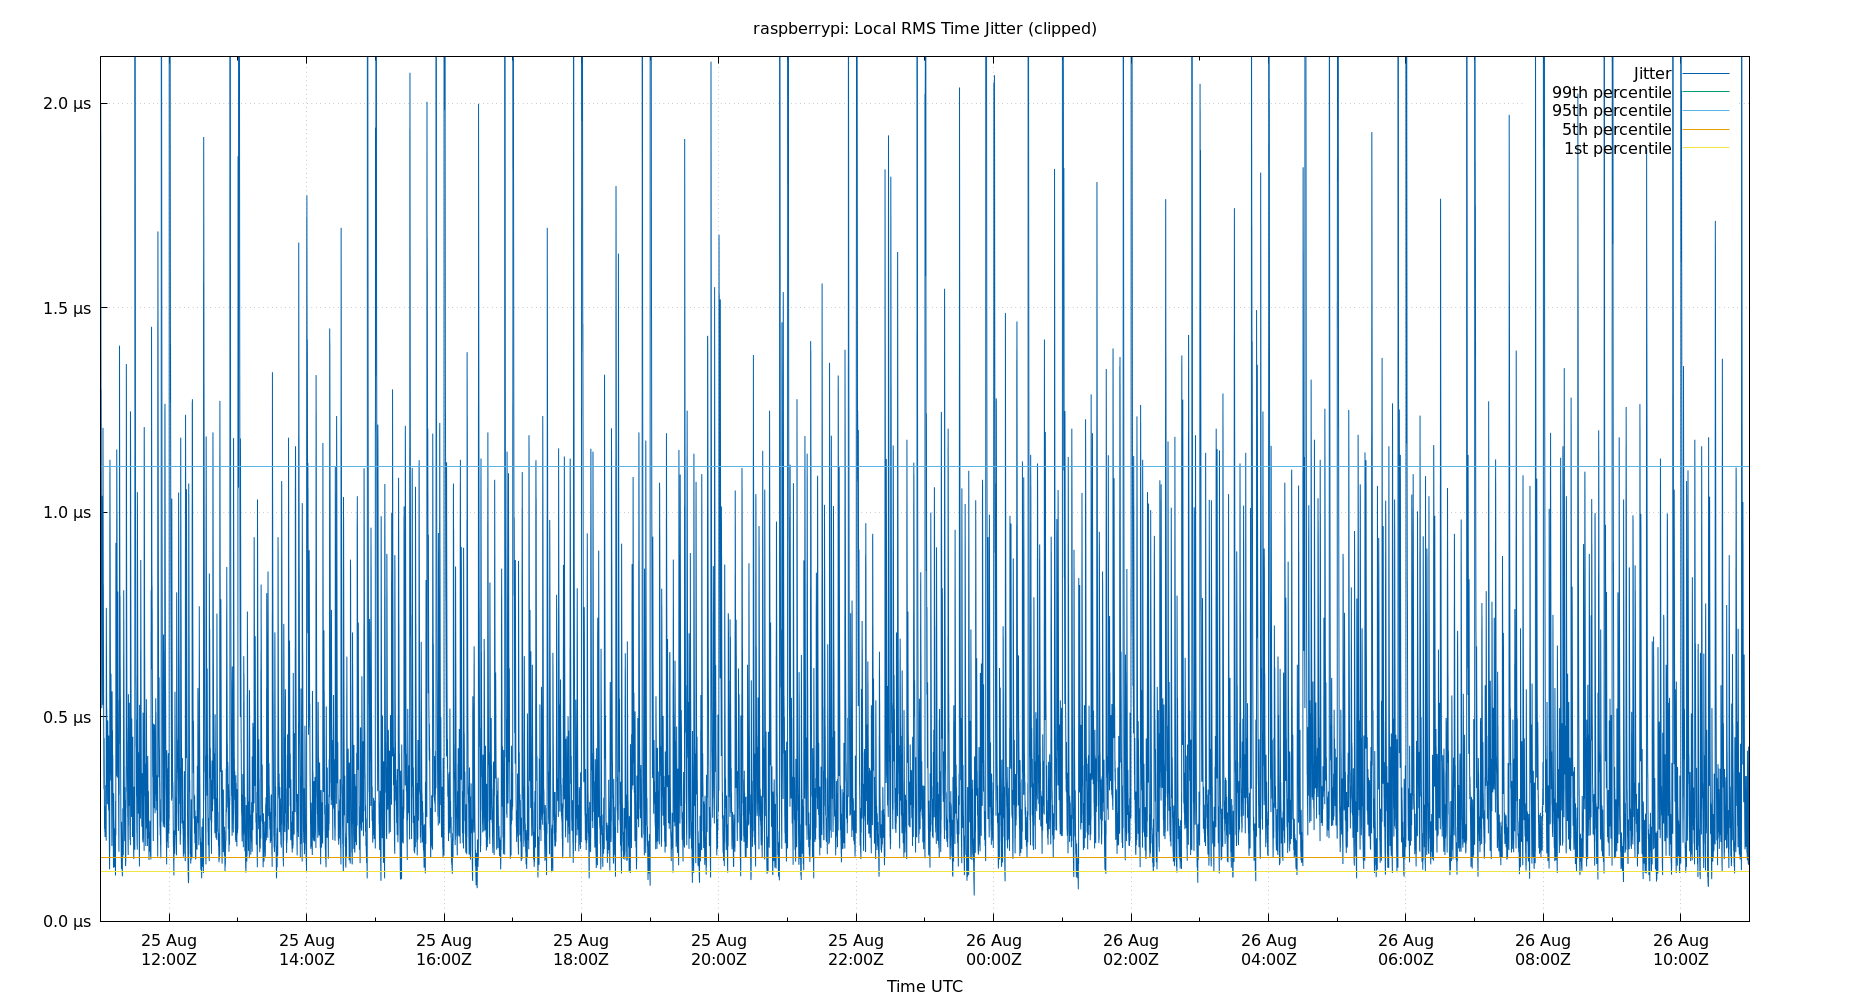 raspberrypi: Local RMS Time Jitter (clipped)
Jitter
99th percentile
95th percentile
5th percentile
1st percentile
2.0 µs
1.5 µs
1.0 µs
0.5 µs
0.0 µs
25 Aug 25 Aug 25 Aug 25 Aug 25 Aug 25 Aug 26 Aug 26 Aug 26 Aug 26 Aug 26 Aug 26 Aug
12:00Z 14:00Z 16:00Z 18:00Z 20:00Z 22:00Z 00:00Z 02:00Z 04:00Z 06:00Z 08:00Z 10:00Z
Time UTC